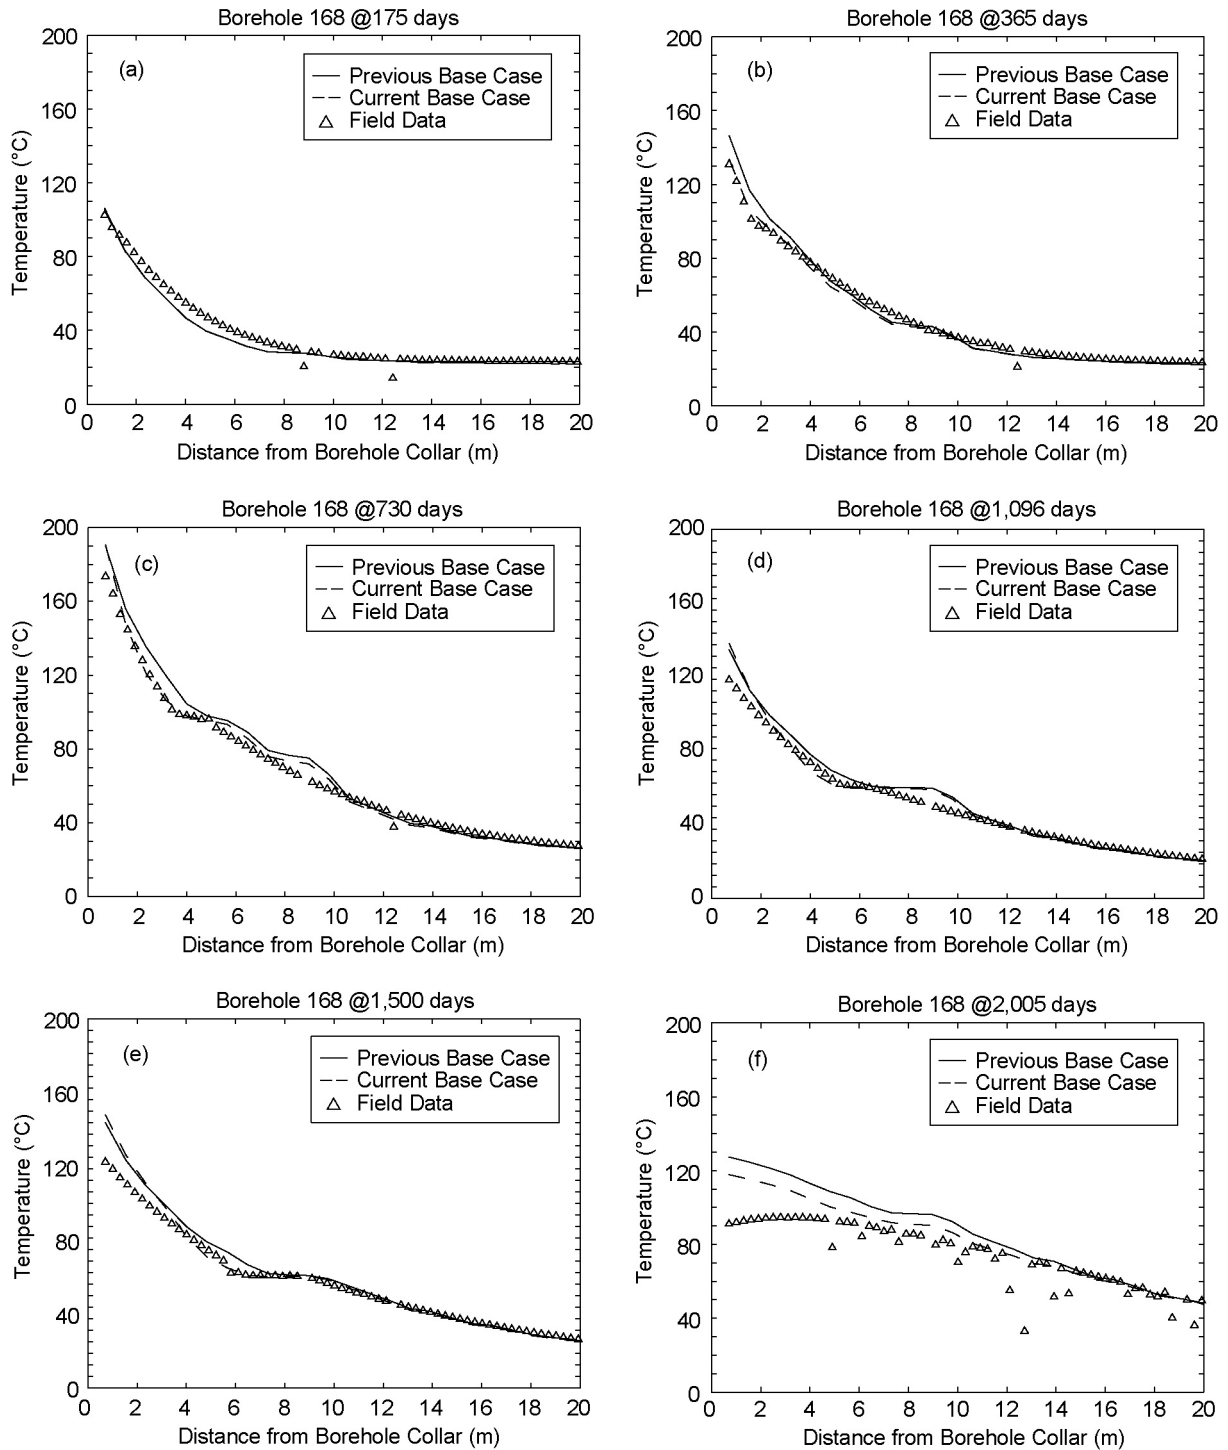 Borehole 168 @175 days
(a)
Previous Base Case
Current Base Case
Field Data
200
160
120
80
40
0
Temperature (°C)
0 2 4 6 8 10 12 14 16 18 20
Distance from Borehole Collar (m)
Borehole 168 @365 days
(b)
Previous Base Case
Current Base Case
Field Data
200
160
120
80
40
0
Temperature (°C)
0 2 4 6 8 10 12 14 16 18 20
Distance from Borehole Collar (m)
Borehole 168 @730 days
(c)
Previous Base Case
Current Base Case
Field Data
200
160
120
80
40
0
Temperature (°C)
0 2 4 6 8 10 12 14 16 18 20
Distance from Borehole Collar (m)
Borehole 168 @1,096 days
(d)
Previous Base Case
Current Base Case
Field Data
200
160
120
80
40
0
Temperature (°C)
0 2 4 6 8 10 12 14 16 18 20
Distance from Borehole Collar (m)
Borehole 168 @1,500 days
(e)
Previous Base Case
Current Base Case
Field Data
200
160
120
80
40
0
Temperature (°C)
0 2 4 6 8 10 12 14 16 18 20
Distance from Borehole Collar (m)
Borehole 168 @2,005 days
(f)
Previous Base Case
Current Base Case
Field Data
200
160
120
80
40
0
Temperature (°C)
0 2 4 6 8 10 12 14 16 18 20
Distance from Borehole Collar (m)